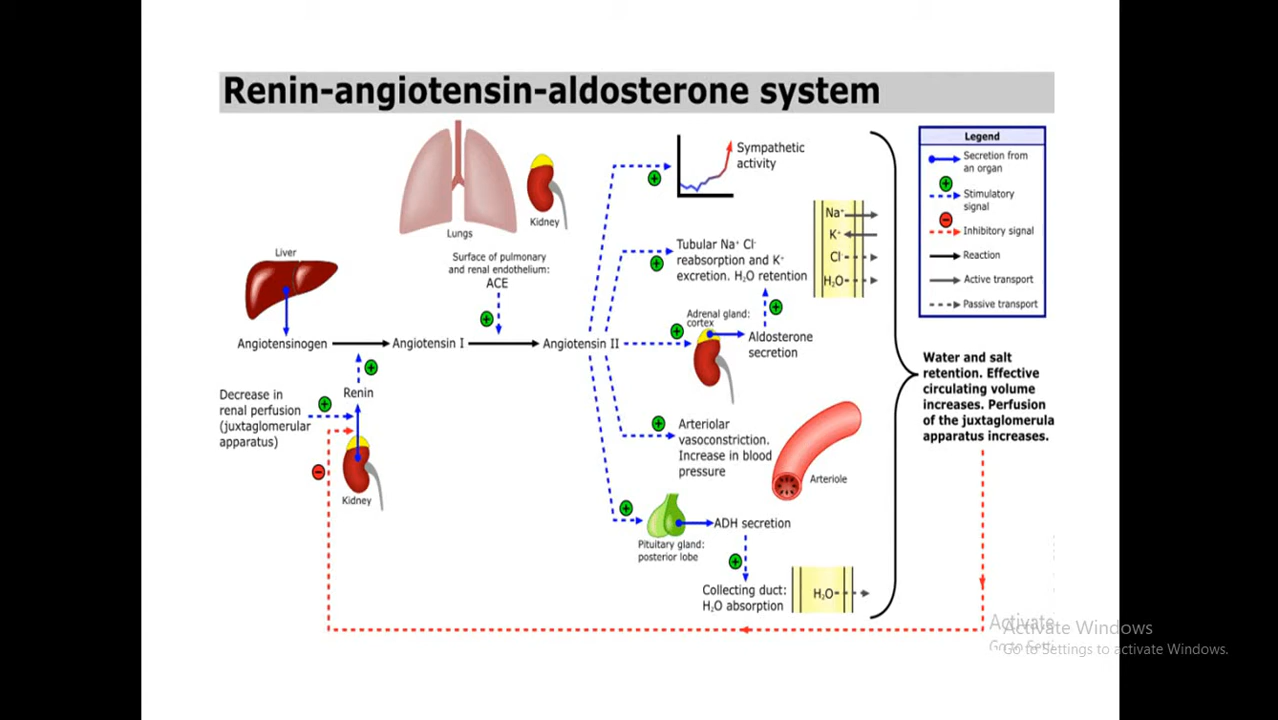 Renin-angiotensin-aldosterone system
Lungs
Kidney
Surface of pulmonary
and renal endothelium:
ACE
Liver
Angiotensinogen
Angiotensin I
Angiotensin II
Decrease in
renal perfusion
(juxtaglomerular
apparatus)
Renin
Kidney
Sympathetic
activity
Tubular Na⁺ Cl⁻
reabsorption and K⁺
excretion. H₂O retention
Adrenal gland:
cortex
Aldosterone
secretion
Arteriolar
vasoconstriction.
Increase in blood
pressure
Arteriole
Pituitary gland:
posterior lobe
ADH secretion
Collecting duct:
H₂O absorption
H₂O
Na⁺
K⁺
Cl⁻
H₂O
Legend
Secretion from
an organ
Stimulatory
signal
Inhibitory signal
Reaction
Active transport
Passive transport
Water and salt
retention. Effective
circulating volume
increases. Perfusion
of the juxtaglomerula
apparatus increases.
Activate
Activate Windows
Go to Settings to activate Windows.